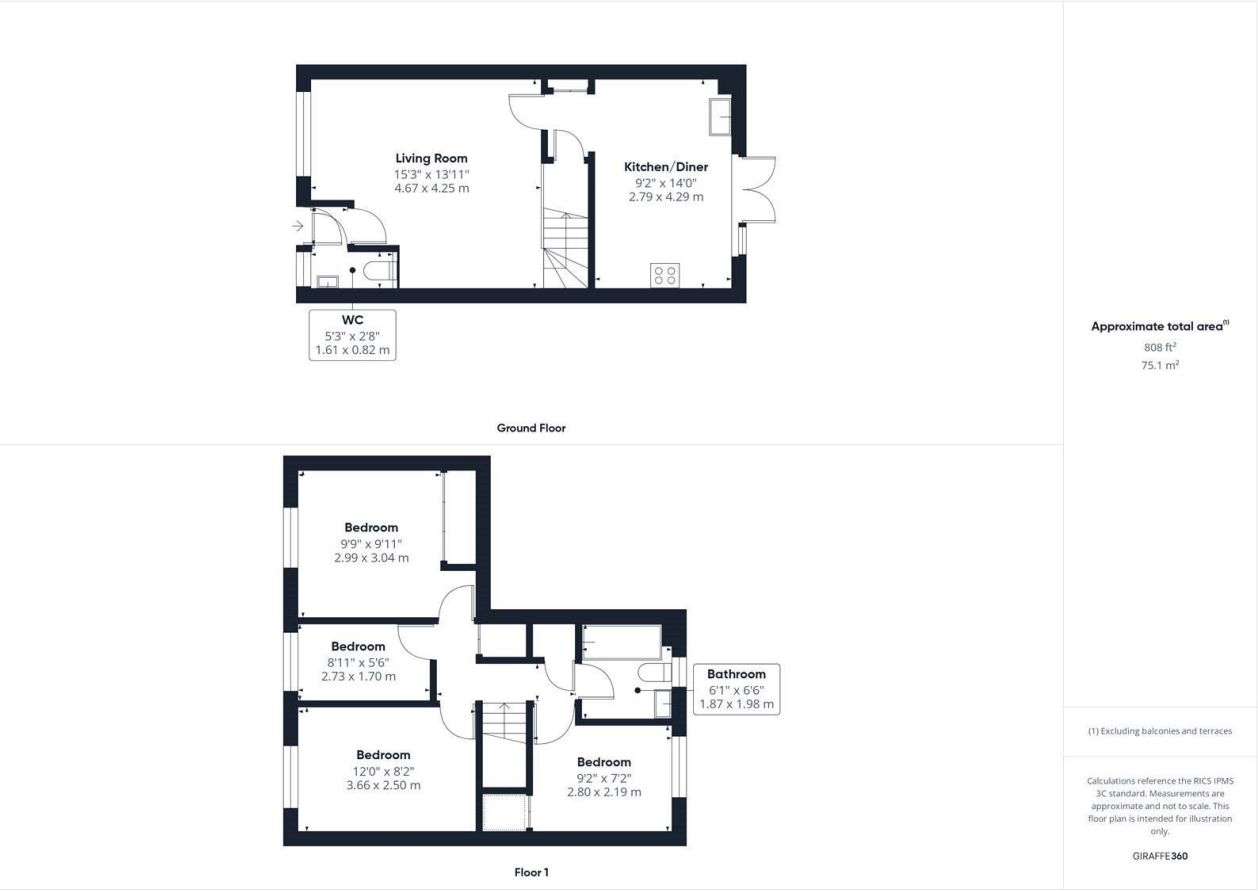 Living Room
15'3" x 13'11"
4.67 x 4.25 m
Kitchen/Diner
9'2" x 14'0"
2.79 x 4.29 m
WC
5'3" x 2'8"
1.61 x 0.82 m
Ground Floor
Bedroom
9'9" x 9'11"
2.99 x 3.04 m
Bedroom
8'11" x 5'6"
2.73 x 1.70 m
Bathroom
6'1" x 6'6"
1.87 x 1.98 m
Bedroom
12'0" x 8'2"
3.66 x 2.50 m
Bedroom
9'2" x 7'2"
2.80 x 2.19 m
Floor 1
Approximate total area(1)
808 ft²
75.1 m²
(1) Excluding balconies and terraces
Calculations reference the RICS IPMS
3C standard. Measurements are
approximate and not to scale. This
floor plan is intended for illustration
only.
GIRAFFE360